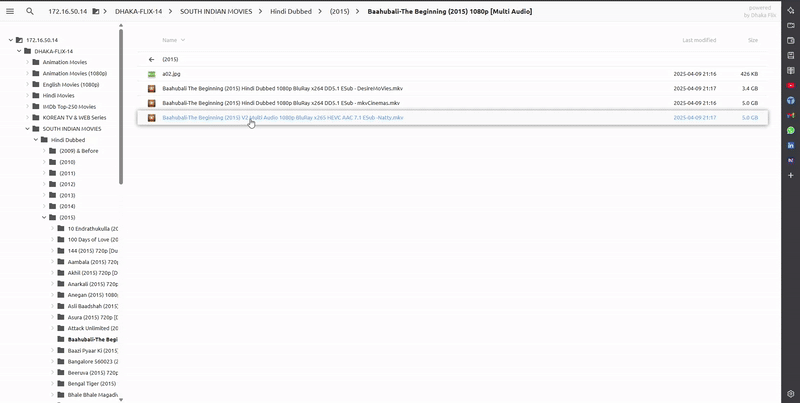 172.16.50.14 > DHAKA-FLIX-14 > SOUTH INDIAN MOVIES > Hindi Dubbed > (2015) > Baahubali-The Beginning (2015) 1080p [Multi Audio]
powered
by Dhaka Flix
172.16.50.14
DHAKA-FLIX-14
Animation Movies
Animation Movies (1080p)
English Movies (1080p)
Hindi Movies
IMDb Top-250 Movies
KOREAN TV & WEB Series
SOUTH INDIAN MOVIES
Hindi Dubbed
(2009) & Before
(2010)
(2011)
(2012)
(2013)
(2014)
(2015)
10 Endrathukulla (20
100 Days of Love (20
144 (2015) 720p [Du
Aambala (2015) 720p
Akhil (2015) 720p [D
Anarkali (2015) 720p
Anegan (2015) 1080p
Asli Baadshah (2015)
Asura (2015) 720p [D
Attack Unlimited (20
Baahubali-The Begi
Baazi Pyaar Ki (2015)
Bangalore 560023 (2
Beeruva (2015) 720p
Bengal Tiger (2015)
Bhale Bhale Magadh
Name Last modified Size
(2015)
a02.jpg 2025-04-09 21:16 426 KB
Baahubali-The Beginning (2015) Hindi Dubbed 1080p BluRay x264 DD5.1 ESub - DesireMoVies.mkv 2025-04-09 21:17 3.4 GB
Baahubali-The Beginning (2015) Hindi Dubbed 1080p BluRay x264 DD5.1 ESub - mkvCinemas.mkv 2025-04-09 21:16 5.0 GB
Baahubali-The Beginning (2015) V2 Multi Audio 1080p BluRay x265 HEVC AAC 7.1 ESub -Natty.mkv 2025-04-09 21:17 5.0 GB